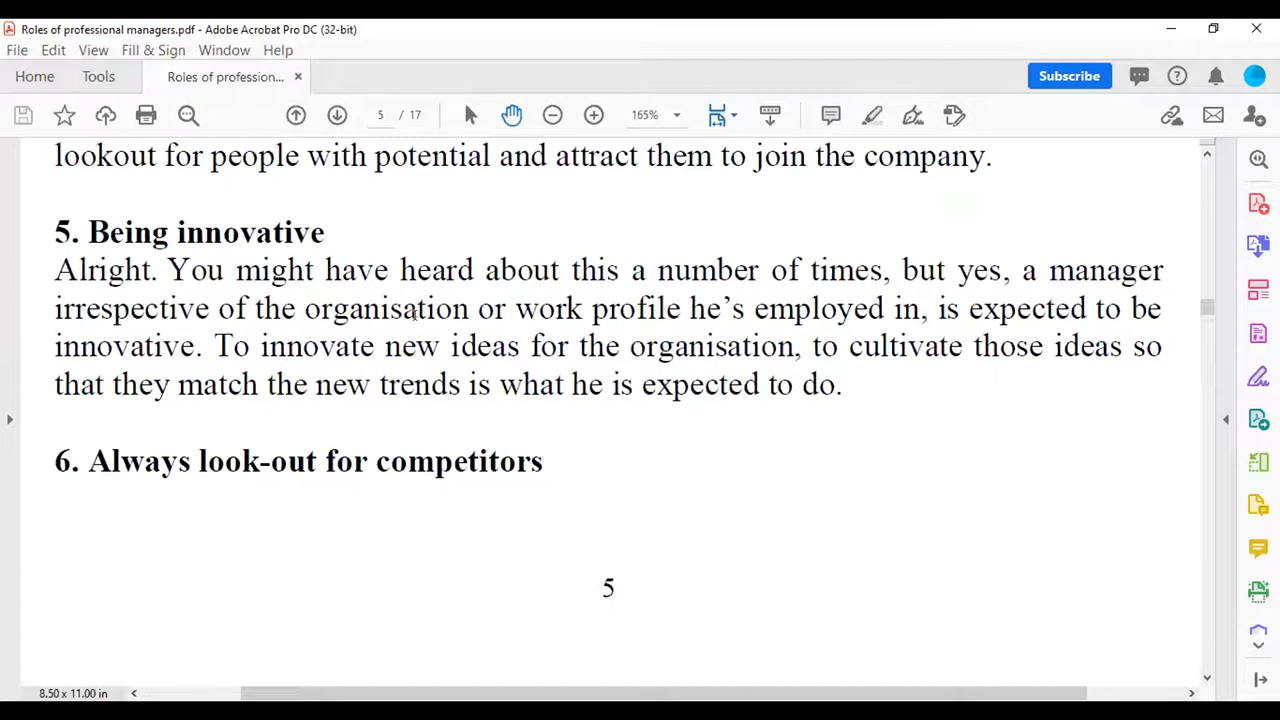 Roles of professional managers.pdf - Adobe Acrobat Pro DC (32-bit)
File Edit View Fill & Sign Window Help
Home Tools Roles of profession... × Subscribe
5 / 17 165%
lookout for people with potential and attract them to join the company.
5. Being innovative
Alright. You might have heard about this a number of times, but yes, a manager
irrespective of the organisation or work profile he’s employed in, is expected to be
innovative. To innovate new ideas for the organisation, to cultivate those ideas so
that they match the new trends is what he is expected to do.
6. Always look-out for competitors
5
8.50 x 11.00 in